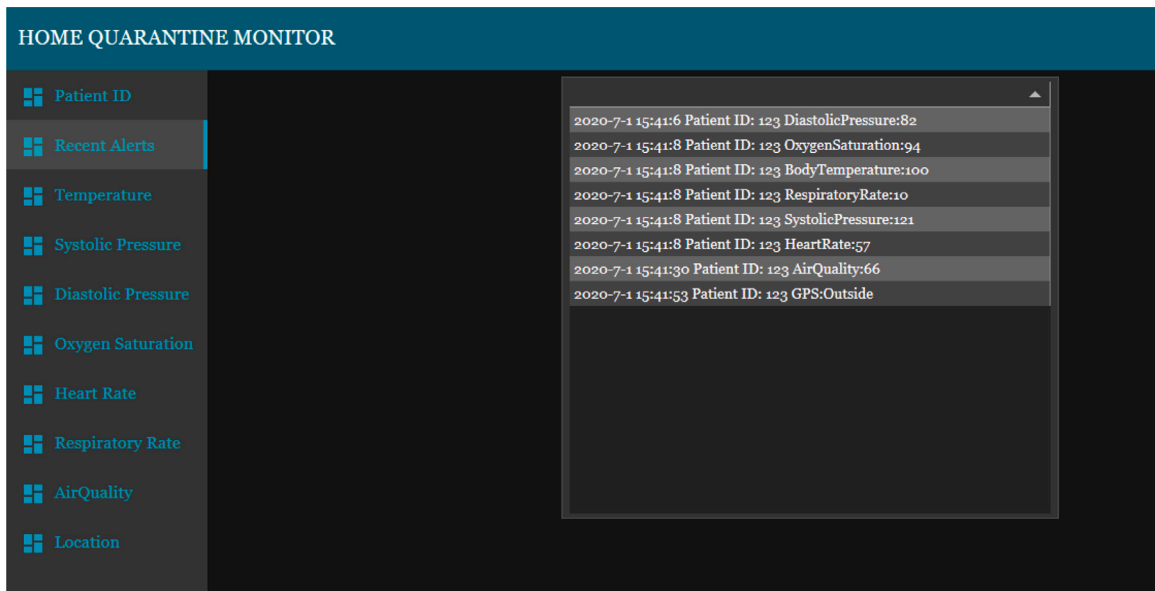 HOME QUARANTINE MONITOR
Patient ID
Recent Alerts
Temperature
Systolic Pressure
Diastolic Pressure
Oxygen Saturation
Heart Rate
Respiratory Rate
AirQuality
Location
2020-7-1 15:41:6 Patient ID: 123 DiastolicPressure:82
2020-7-1 15:41:8 Patient ID: 123 OxygenSaturation:94
2020-7-1 15:41:8 Patient ID: 123 BodyTemperature:100
2020-7-1 15:41:8 Patient ID: 123 RespiratoryRate:10
2020-7-1 15:41:8 Patient ID: 123 SystolicPressure:121
2020-7-1 15:41:8 Patient ID: 123 HeartRate:57
2020-7-1 15:41:30 Patient ID: 123 AirQuality:66
2020-7-1 15:41:53 Patient ID: 123 GPS:Outside